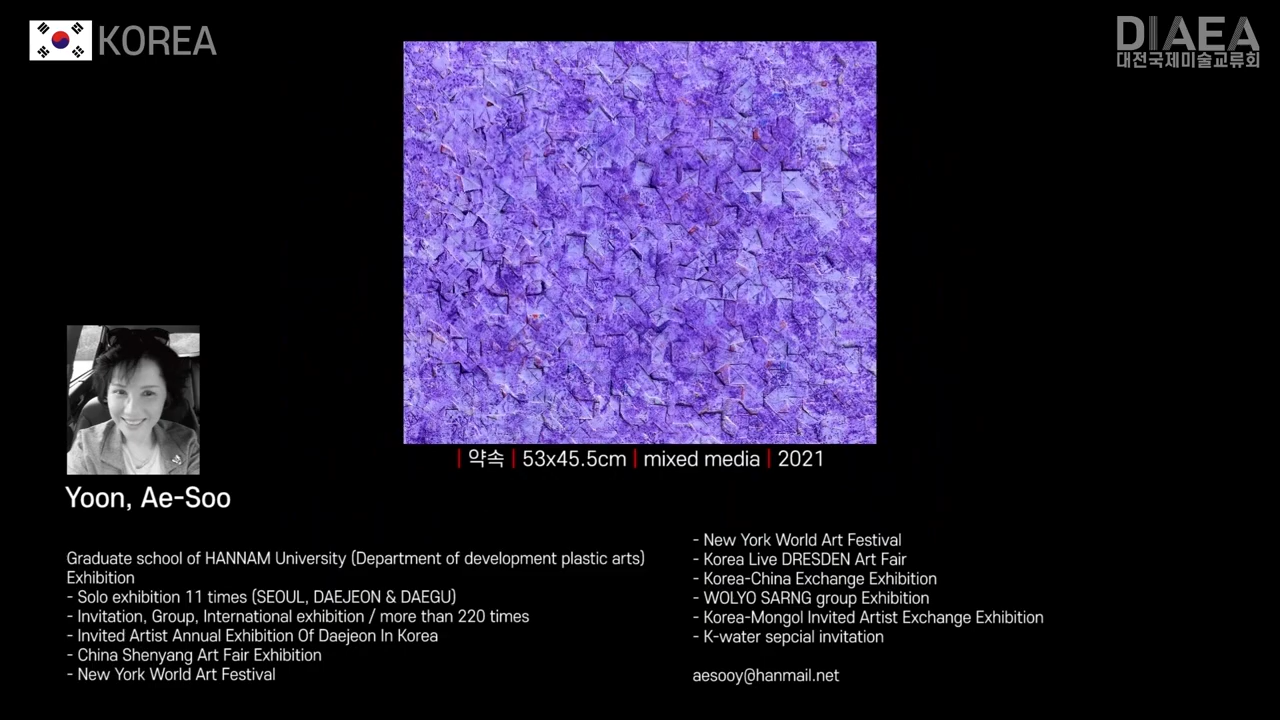 KOREA
DIAEA
대전국제미술교류회
| 약속 | 53x45.5cm | mixed media | 2021
Yoon, Ae-Soo
Graduate school of HANNAM University (Department of development plastic arts)
Exhibition
- Solo exhibition 11 times (SEOUL, DAEJEON & DAEGU)
- Invitation, Group, International exhibition / more than 220 times
- Invited Artist Annual Exhibition Of Daejeon In Korea
- China Shenyang Art Fair Exhibition
- New York World Art Festival
- New York World Art Festival
- Korea Live DRESDEN Art Fair
- Korea-China Exchange Exhibition
- WOLYO SARNG group Exhibition
- Korea-Mongol Invited Artist Exchange Exhibition
- K-water sepcial invitation
aesooy@hanmail.net